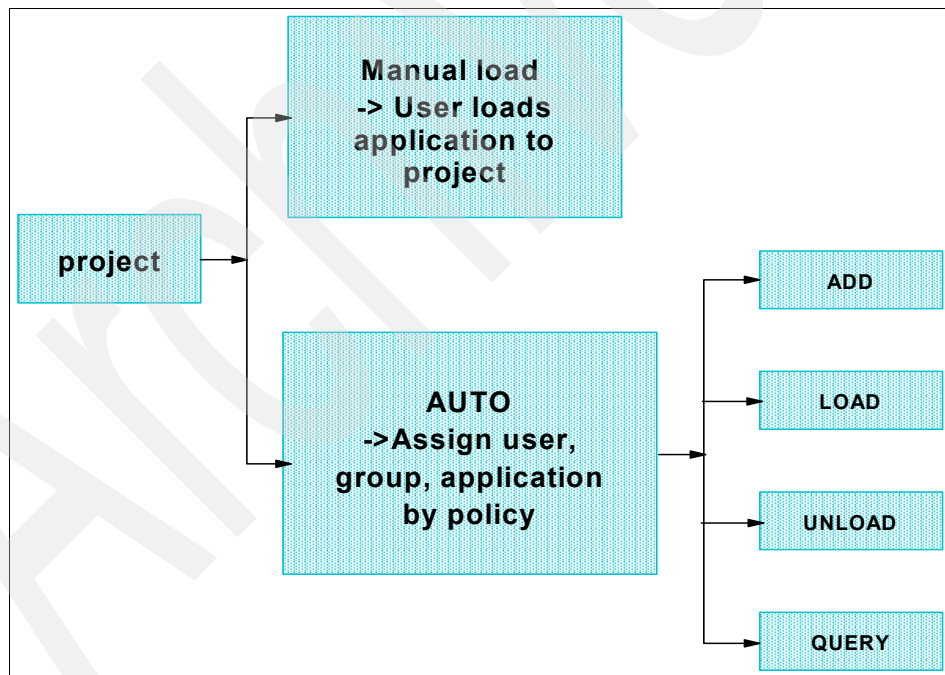 Manual load
-> User loads
application to
project
project
AUTO
->Assign user,
group, application
by policy
ADD
LOAD
UNLOAD
QUERY